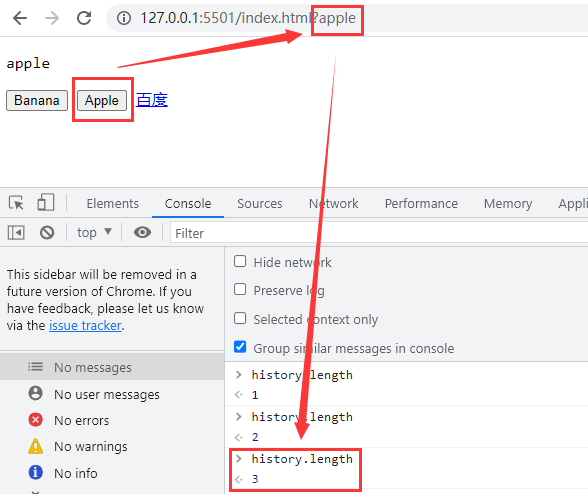 127.0.0.1:5501/index.html?apple
apple
Banana Apple 百度
Elements Console Sources Network Performance Memory Appl
top ▼ Filter
This sidebar will be removed in a
future version of Chrome. If you
have feedback, please let us know
via the issue tracker.
No messages
No user messages
No errors
No warnings
No info
Hide network
Preserve log
Selected context only
Group similar messages in console
> history.length
1
> history.length
2
> history.length
3